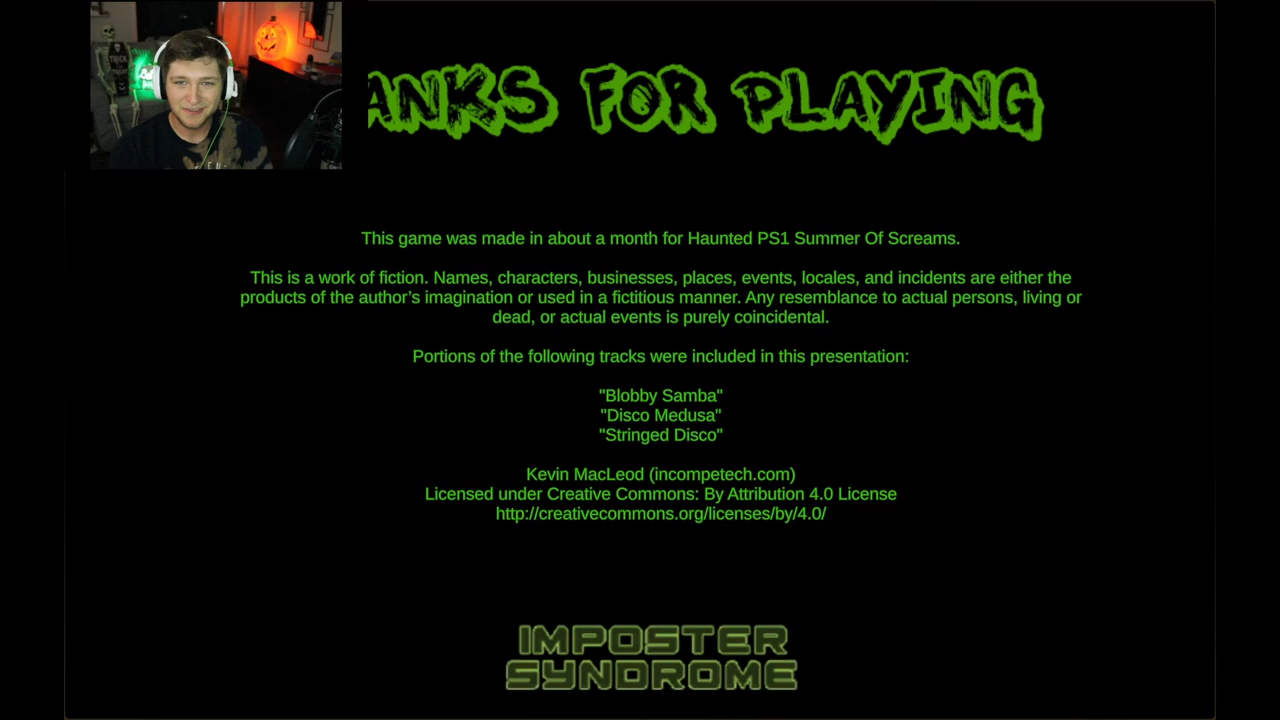 ANKS FOR PLAYING
This game was made in about a month for Haunted PS1 Summer Of Screams.
This is a work of fiction. Names, characters, businesses, places, events, locales, and incidents are either the
products of the author's imagination or used in a fictitious manner. Any resemblance to actual persons, living or
dead, or actual events is purely coincidental.
Portions of the following tracks were included in this presentation:
"Blobby Samba"
"Disco Medusa"
"Stringed Disco"
Kevin MacLeod (incompetech.com)
Licensed under Creative Commons: By Attribution 4.0 License
http://creativecommons.org/licenses/by/4.0/
IMPOSTER
SYNDROME